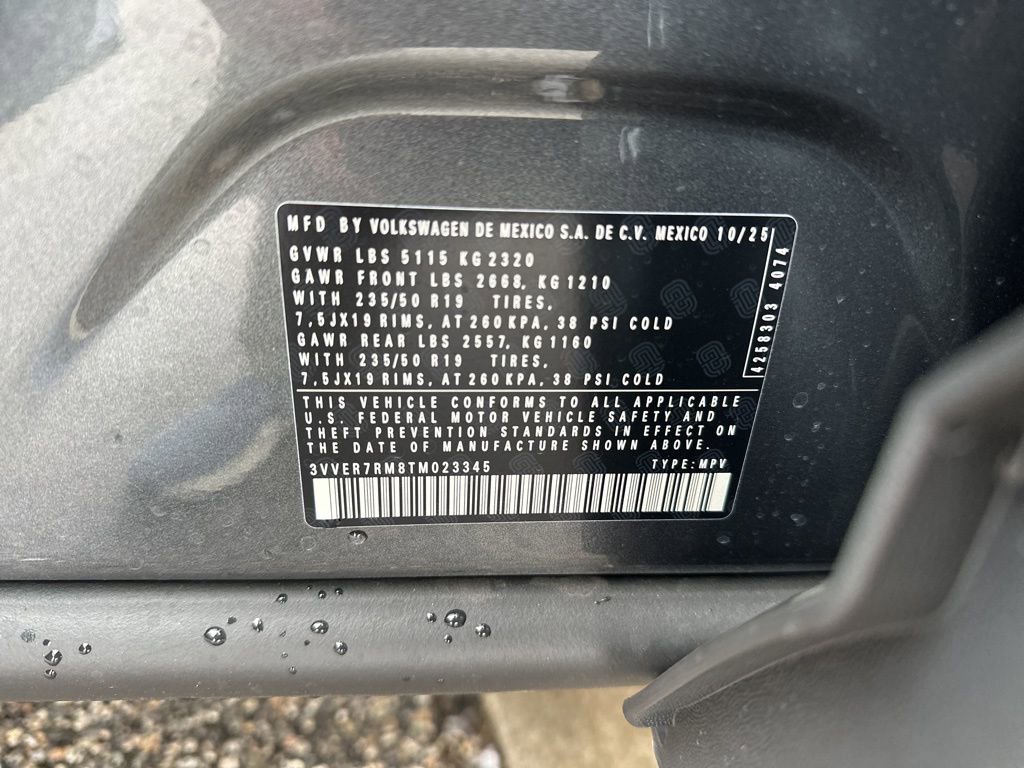 MFD BY VOLKSWAGEN DE MEXICO S.A. DE C.V. MEXICO 10/25
GVWR LBS 5115 KG 2320
GAWR FRONT LBS 2668, KG 1210
WITH 235/50 R19 TIRES,
7,5JX19 RIMS, AT 260 KPA, 38 PSI COLD
GAWR REAR LBS 2557, KG 1160
WITH 235/50 R19 TIRES,
7,5JX19 RIMS, AT 260 KPA, 38 PSI COLD
4258303 4074
THIS VEHICLE CONFORMS TO ALL APPLICABLE
U.S. FEDERAL MOTOR VEHICLE SAFETY AND
THEFT PREVENTION STANDARDS IN EFFECT ON
THE DATE OF MANUFACTURE SHOWN ABOVE.
3VVER7RM8TM023345 TYPE:MPV